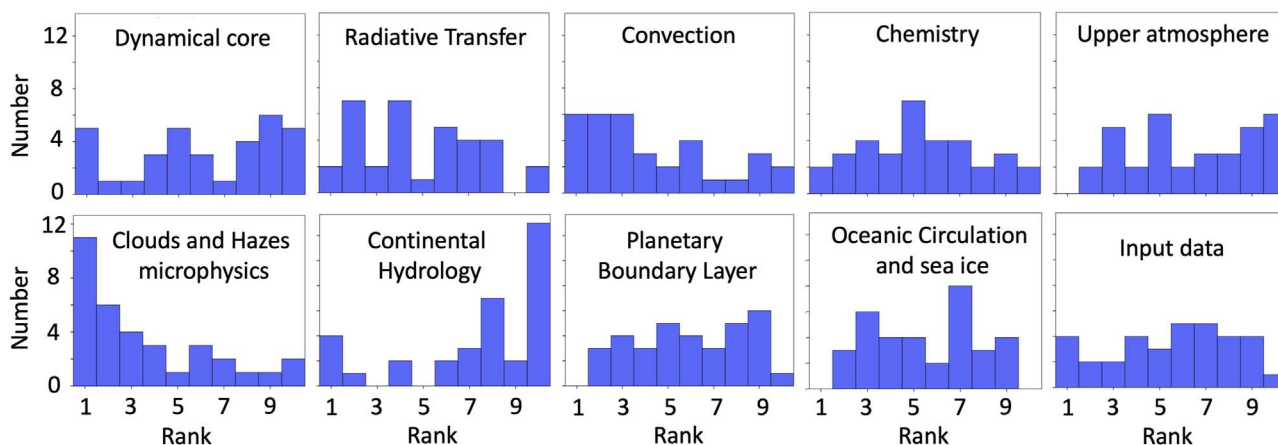 Dynamical core
Radiative Transfer
Convection
Chemistry
Upper atmosphere
Number
12
8
4
0
Clouds and Hazes
microphysics
Continental
Hydrology
Planetary
Boundary Layer
Oceanic Circulation
and sea ice
Input data
Number
12
8
4
0
1 3 5 7 9
1 3 5 7 9
1 3 5 7 9
1 3 5 7 9
1 3 5 7 9
Rank
Rank
Rank
Rank
Rank